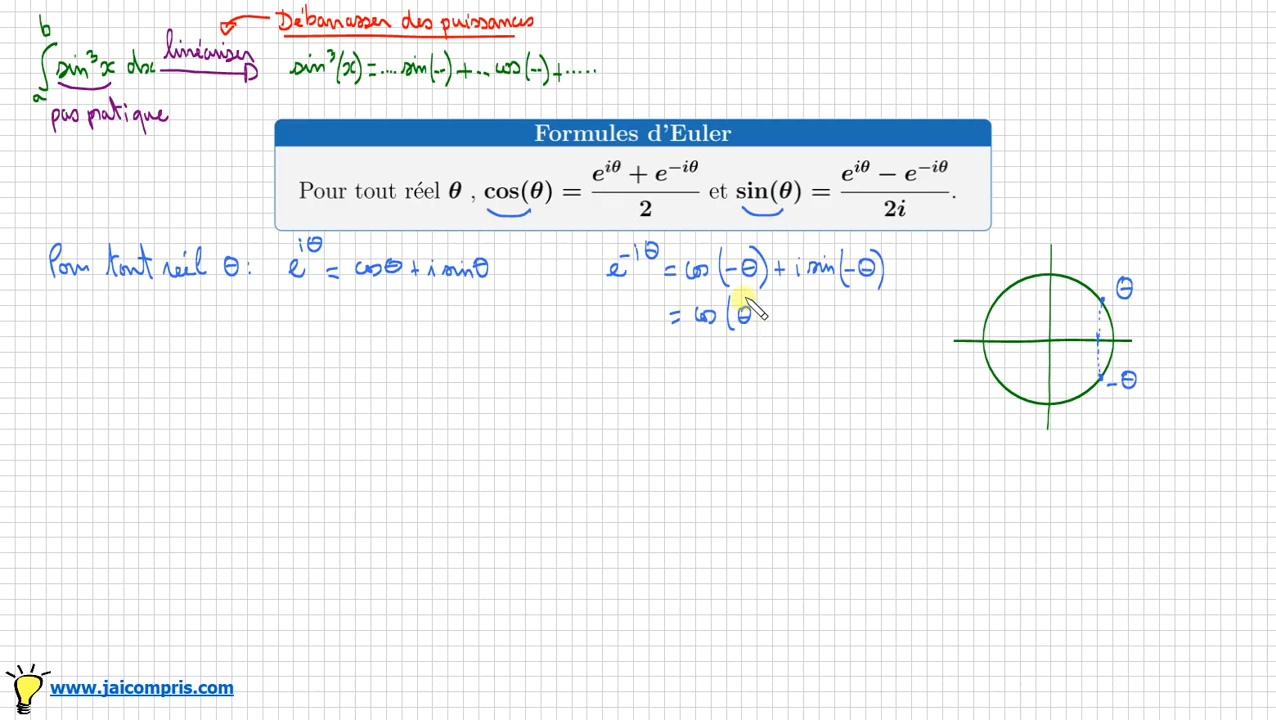 Débarrasser des puissances
∫ₐᵇ sin³x dx linéariser sin³(x) = ... sin(--) + .. cos(--) + .....
pas pratique
Formules d'Euler
Pour tout réel θ , cos(θ) = (e^{iθ} + e^{-iθ})/2 et sin(θ) = (e^{iθ} − e^{-iθ})/2i.
Pour tout réel θ: e^{iθ} = cosθ + i sinθ
e^{-iθ} = cos(-θ) + i sin(-θ)
= cos(θ
θ
-θ
www.jaicompris.com